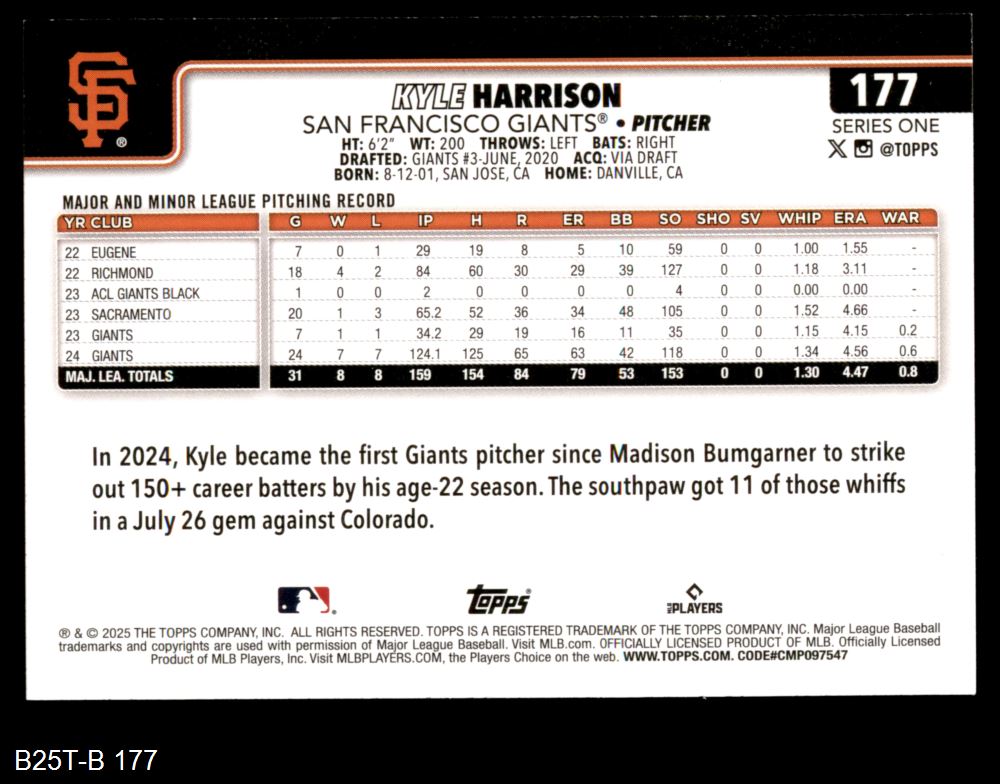 SF®
KYLE HARRISON
177
SAN FRANCISCO GIANTS® • PITCHER
SERIES ONE
HT: 6'2" WT: 200 THROWS: LEFT BATS: RIGHT
@TOPPS
DRAFTED: GIANTS #3-JUNE, 2020 ACQ: VIA DRAFT
BORN: 8-12-01, SAN JOSE, CA HOME: DANVILLE, CA
MAJOR AND MINOR LEAGUE PITCHING RECORD
YR CLUB G W L IP H R ER BB SO SHO SV WHIP ERA WAR
22 EUGENE 7 0 1 29 19 8 5 10 59 0 0 1.00 1.55 -
22 RICHMOND 18 4 2 84 60 30 29 39 127 0 0 1.18 3.11 -
23 ACL GIANTS BLACK 1 0 0 2 0 0 0 0 4 0 0 0.00 0.00 -
23 SACRAMENTO 20 1 3 65.2 52 36 34 48 105 0 0 1.52 4.66 -
23 GIANTS 7 1 1 34.2 29 19 16 11 35 0 0 1.15 4.15 0.2
24 GIANTS 24 7 7 124.1 125 65 63 42 118 0 0 1.34 4.56 0.6
MAJ. LEA. TOTALS 31 8 8 159 154 84 79 53 153 0 0 1.30 4.47 0.8
In 2024, Kyle became the first Giants pitcher since Madison Bumgarner to strike
out 150+ career batters by his age-22 season. The southpaw got 11 of those whiffs
in a July 26 gem against Colorado.
Topps®
MLB PLAYERS
® & © 2025 THE TOPPS COMPANY, INC. ALL RIGHTS RESERVED. TOPPS IS A REGISTERED TRADEMARK OF THE TOPPS COMPANY, INC. Major League Baseball
trademarks and copyrights are used with permission of Major League Baseball. Visit MLB.com. OFFICIALLY LICENSED PRODUCT OF MLB. Officially Licensed
Product of MLB Players, Inc. Visit MLBPLAYERS.COM, the Players Choice on the web. WWW.TOPPS.COM. CODE#CMP097547
B25T-B 177